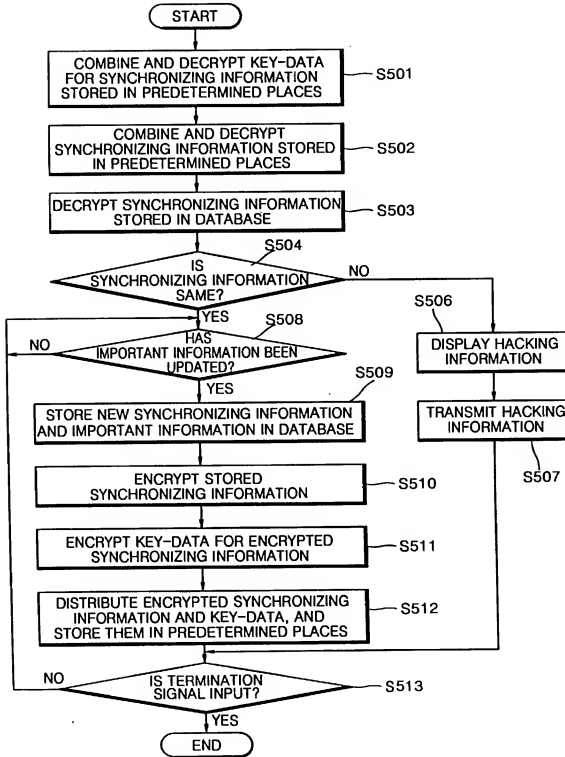 START
COMBINE AND DECRYPT KEY-DATA
FOR SYNCHRONIZING INFORMATION
STORED IN PREDETERMINED PLACES
S501
COMBINE AND DECRYPT
SYNCHRONIZING INFORMATION STORED
IN PREDETERMINED PLACES
S502
DECRYPT SYNCHRONIZING INFORMATION
STORED IN DATABASE
S503
S504
IS
SYNCHRONIZING INFORMATION
SAME?
NO
YES
S506
DISPLAY HACKING
INFORMATION
TRANSMIT HACKING
INFORMATION
S507
S508
HAS
IMPORTANT INFORMATION BEEN
UPDATED?
NO
YES
S509
STORE NEW SYNCHRONIZING INFORMATION
AND IMPORTANT INFORMATION IN DATABASE
ENCRYPT STORED
SYNCHRONIZING INFORMATION
S510
ENCRYPT KEY-DATA FOR ENCRYPTED
SYNCHRONIZING INFORMATION
S511
DISTRIBUTE ENCRYPTED SYNCHRONIZING
INFORMATION AND KEY-DATA, AND
STORE THEM IN PREDETERMINED PLACES
S512
NO
IS TERMINATION
SIGNAL INPUT?
S513
YES
END